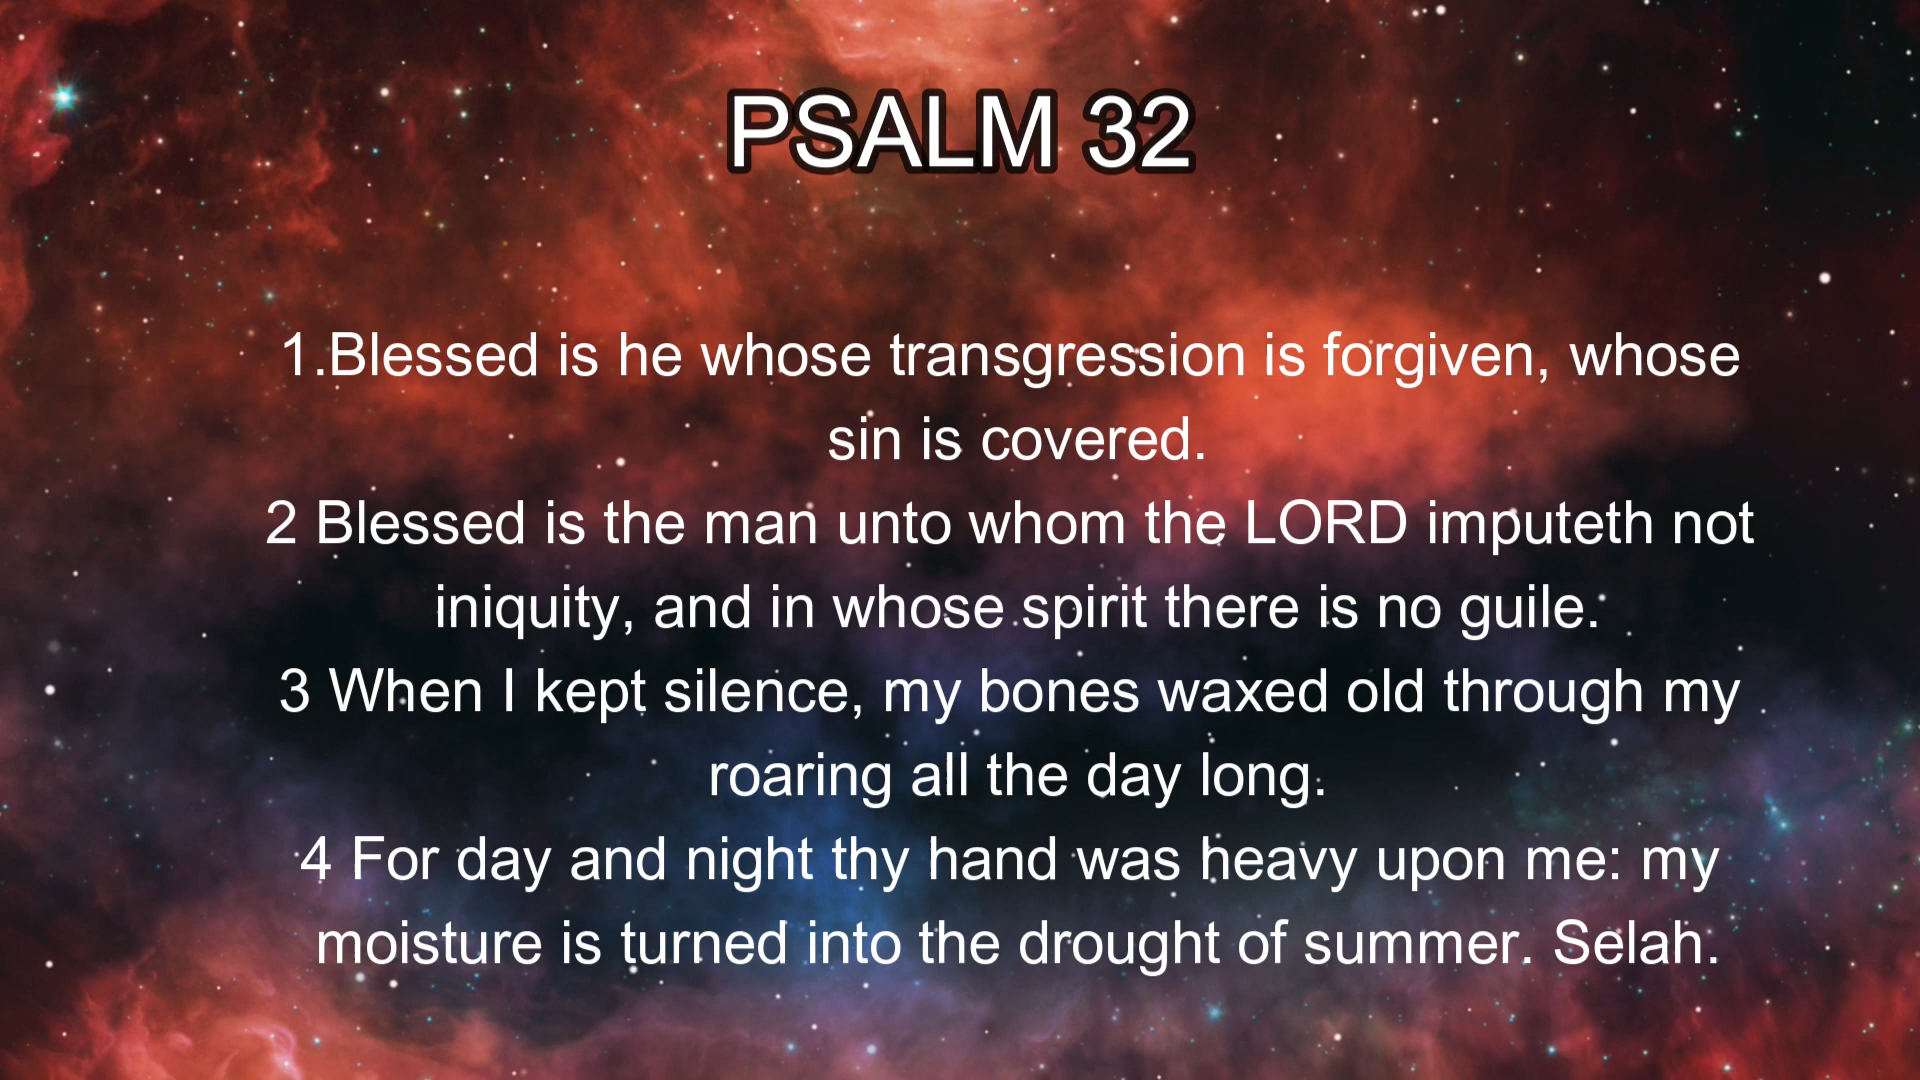 PSALM 32
1.Blessed is he whose transgression is forgiven, whose
sin is covered.
2 Blessed is the man unto whom the LORD imputeth not
iniquity, and in whose spirit there is no guile.
3 When I kept silence, my bones waxed old through my
roaring all the day long.
4 For day and night thy hand was heavy upon me: my
moisture is turned into the drought of summer. Selah.